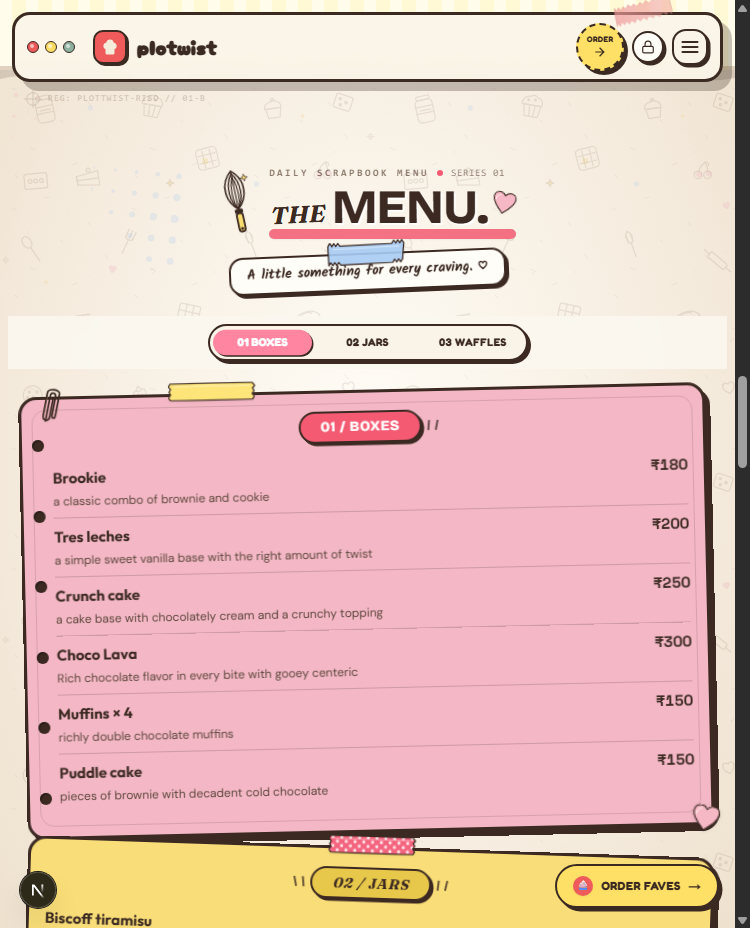 plotwist
ORDER
→
REG: PLOTTWIST-RISO // 01-B
DAILY SCRAPBOOK MENU • SERIES 01
THE MENU.
A little something for every craving. ♡
01 BOXES
02 JARS
03 WAFFLES
01 / BOXES
Brookie
₹180
a classic combo of brownie and cookie
Tres leches
₹200
a simple sweet vanilla base with the right amount of twist
Crunch cake
₹250
a cake base with chocolately cream and a crunchy topping
Choco Lava
₹300
Rich chocolate flavor in every bite with gooey centeric
Muffins × 4
₹150
richly double chocolate muffins
Puddle cake
₹150
pieces of brownie with decadent cold chocolate
02 / JARS
N
ORDER FAVES →
Biscoff tiramisu